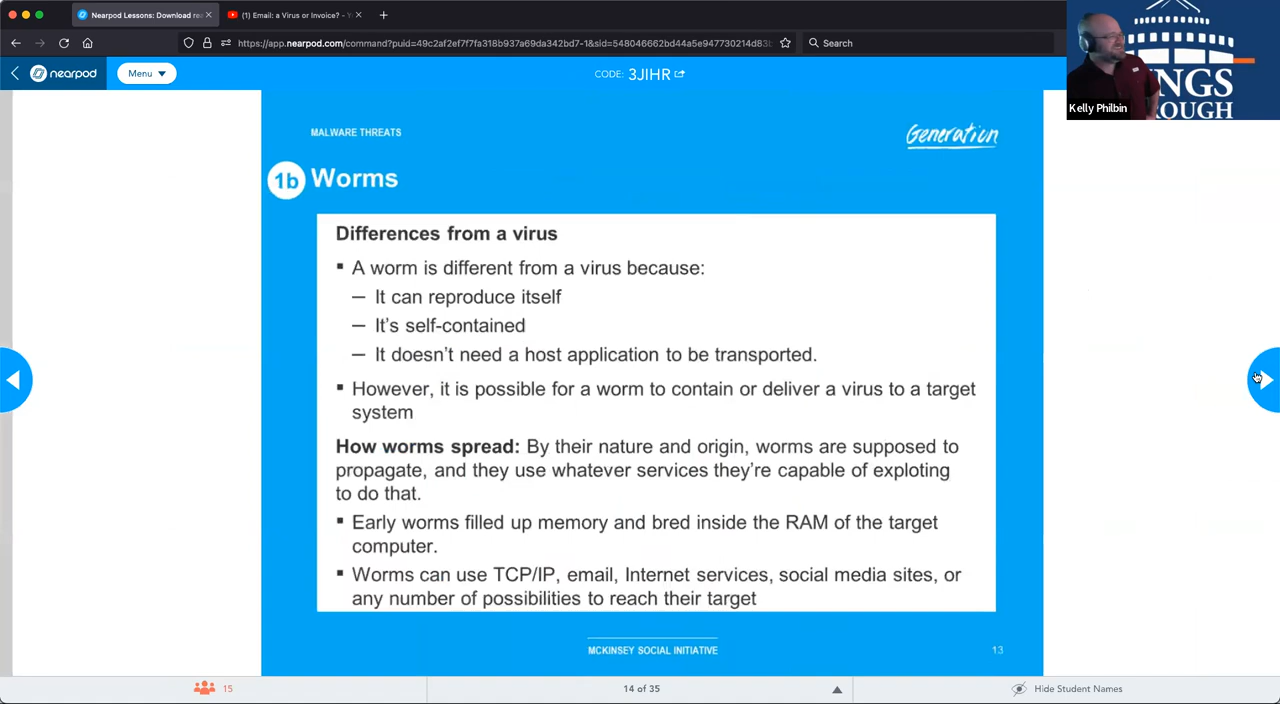 Nearpod Lessons: Download re
(1) Email: a Virus or Invoice? -
https://app.nearpod.com/command?puid=49c2af2ef7f7fa318b937a69da342bd7-1&sid=548046662bd44a5e947730214d83b
Search
nearpod
Menu
CODE: 3JIHR
NGS
ROUGH
Kelly Philbin
MALWARE THREATS
Generation
1b Worms
Differences from a virus
▪ A worm is different from a virus because:
– It can reproduce itself
– It's self-contained
– It doesn't need a host application to be transported.
▪ However, it is possible for a worm to contain or deliver a virus to a target
system
How worms spread: By their nature and origin, worms are supposed to
propagate, and they use whatever services they're capable of exploting
to do that.
▪ Early worms filled up memory and bred inside the RAM of the target
computer.
▪ Worms can use TCP/IP, email, Internet services, social media sites, or
any number of possibilities to reach their target
MCKINSEY SOCIAL INITIATIVE
13
15
14 of 35
Hide Student Names